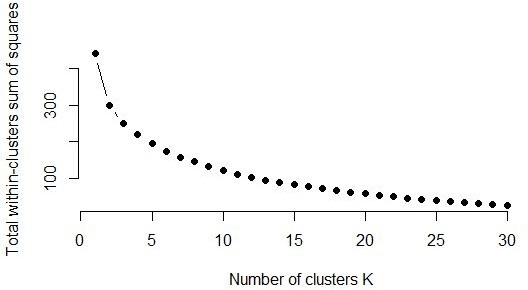 Total within-clusters sum of squares
300
100
0 5 10 15 20 25 30
Number of clusters K